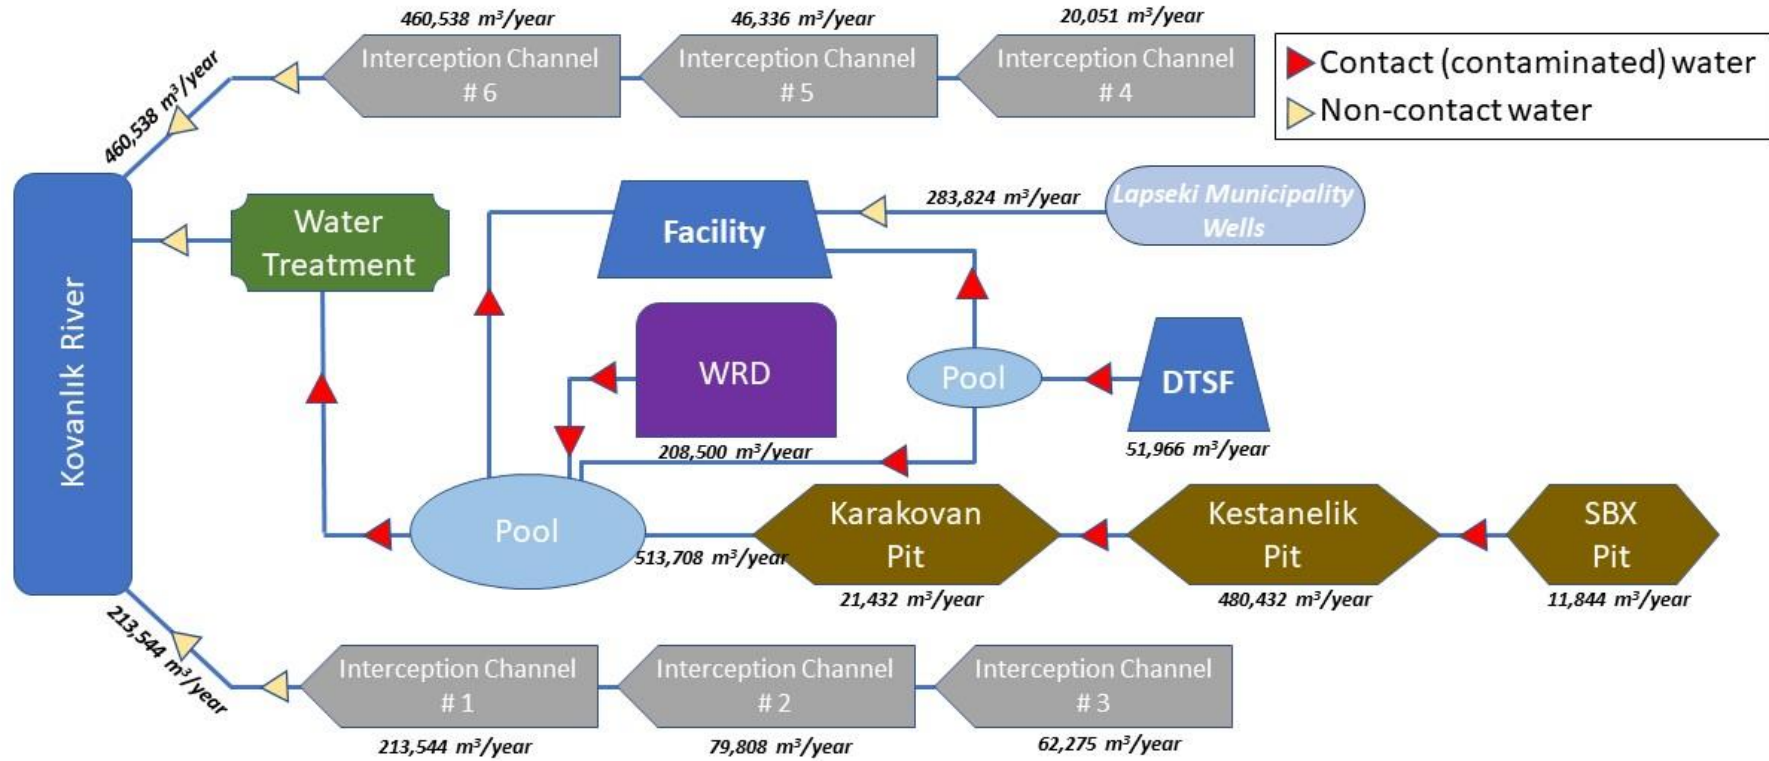 460,538 m³/year
46,336 m³/year
20,051 m³/year
Interception Channel
# 6
Interception Channel
# 5
Interception Channel
# 4
Contact (contaminated) water
Non-contact water
460,538 m³/year
Water
Treatment
Facility
283,824 m³/year
Lapseki Municipality
Wells
Kovanlık River
WRD
208,500 m³/year
Pool
DTSF
51,966 m³/year
Pool
513,708 m³/year
Karakovan
Pit
21,432 m³/year
Kestanelik
Pit
480,432 m³/year
SBX
Pit
11,844 m³/year
213,544 m³/year
Interception Channel
# 1
Interception Channel
# 2
Interception Channel
# 3
213,544 m³/year
79,808 m³/year
62,275 m³/year